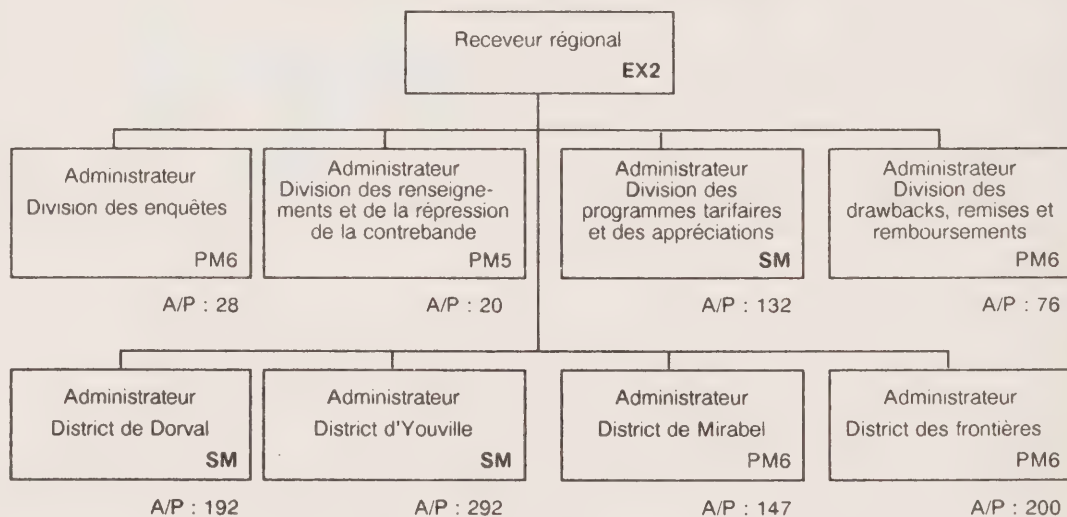 Receveur régional
EX2
Administrateur
Division des enquêtes
PM6
A/P : 28
Administrateur
Division des renseigne-
ments et de la répression
de la contrebande
PM5
A/P : 20
Administrateur
Division des
programmes tarifaires
et des appréciations
SM
A/P : 132
Administrateur
Division des
drawbacks, remises et
remboursements
PM6
A/P : 76
Administrateur
District de Dorval
SM
A/P : 192
Administrateur
District d'Youville
SM
A/P : 292
Administrateur
District de Mirabel
PM6
A/P : 147
Administrateur
District des frontières
PM6
A/P : 200